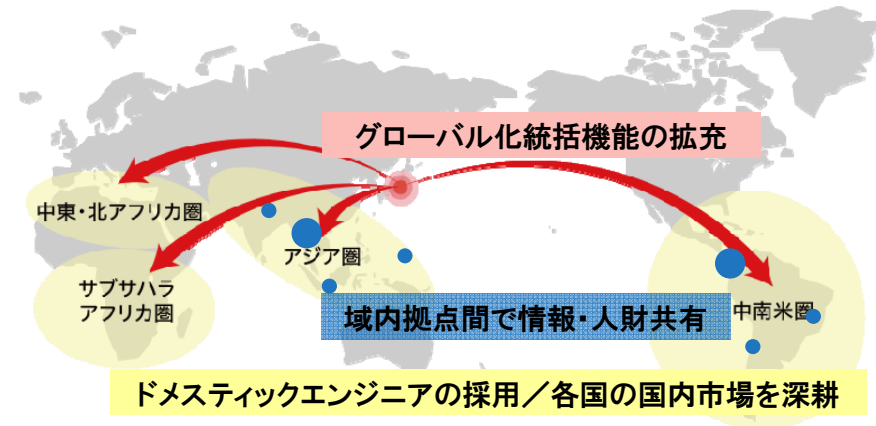 グローバル化統括機能の拡充
中東・北アフリカ圏
アジア圏
サブサハラ
アフリカ圏
域内拠点間で情報・人財共有
中南米圏
ドメスティックエンジニアの採用／各国の国内市場を深耕